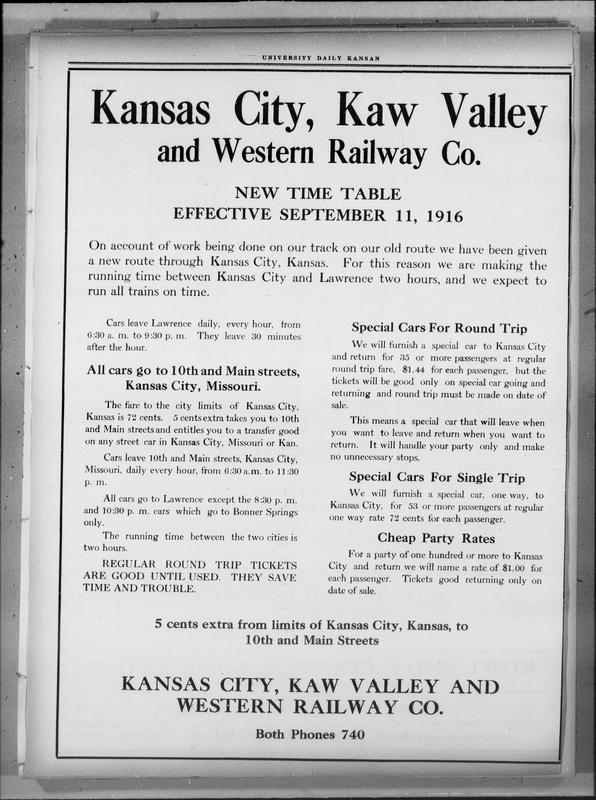 UNIVERSITY DAILY KANSAN
Kansas City, Kaw Valley
and Western Railway Co.
NEW TIME TABLE
EFFECTIVE SEPTEMBER 11, 1916
On account of work being done on our track on our old route we have been given
a new route through Kansas City, Kansas. For this reason we are making the
running time between Kansas City and Lawrence two hours, and we expect to
run all trains on time.
Cars leave Lawrence daily, every hour, from
6:30 a. m. to 9:30 p. m. They leave 30 minutes
after the hour.
All cars go to 10th and Main streets,
Kansas City, Missouri.
The fare to the city limits of Kansas City,
Kansas is 72 cents. 5 cents extra takes you to 10th
and Main streets and entitles you to a transfer good
on any street car in Kansas City, Missouri or Kan.
Cars leave 10th and Main streets, Kansas City,
Missouri, daily every hour, from 6:30 a.m. to 11:30
p. m.
All cars go to Lawrence except the 8:30 p. m.
and 10:30 p. m. cars which go to Bonner Springs
only.
The running time between the two cities is
two hours.
REGULAR ROUND TRIP TICKETS
ARE GOOD UNTIL USED. THEY SAVE
TIME AND TROUBLE.
Special Cars For Round Trip
We will furnish a special car to Kansas City
and return for 35 or more passengers at regular
round trip fare, $1.44 for each passenger, but the
tickets will be good only on special car going and
returning and round trip must be made on date of
sale.
This means a special car that will leave when
you want to leave and return when you want to
return. It will handle your party only and make
no unnecessary stops.
Special Cars For Single Trip
We will furnish a special car, one way, to
Kansas City, for 53 or more passengers at regular
one way rate 72 cents for each passenger.
Cheap Party Rates
For a party of one hundred or more to Kansas
City and return we will name a rate of $1.00 for
each passenger. Tickets good returning only on
date of sale.
5 cents extra from limits of Kansas City, Kansas, to
10th and Main Streets
KANSAS CITY, KAW VALLEY AND
WESTERN RAILWAY CO.
Both Phones 740